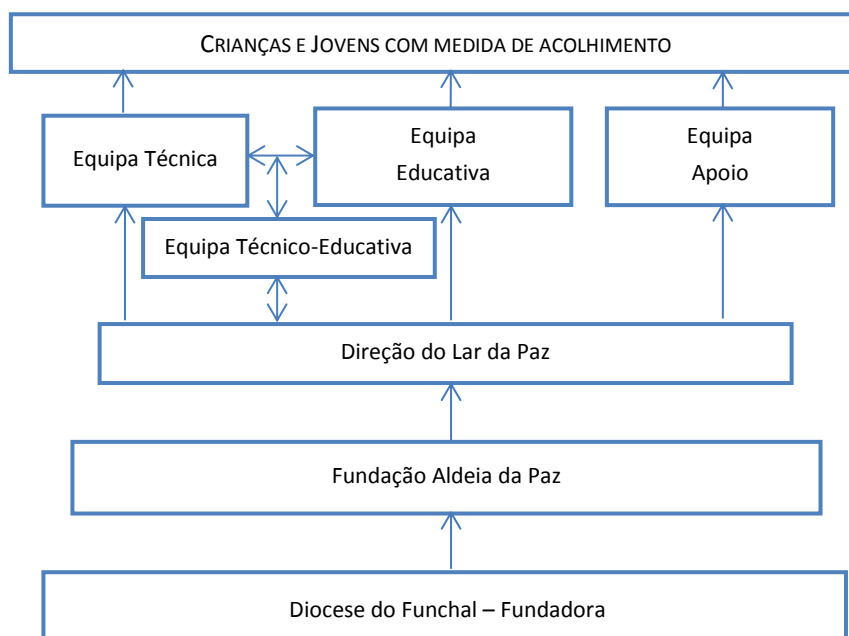 CRIANÇAS E JOVENS COM MEDIDA DE ACOLHIMENTO
Equipa Técnica
Equipa
Educativa
Equipa
Apoio
Equipa Técnico-Educativa
Direção do Lar da Paz
Fundação Aldeia da Paz
Diocese do Funchal – Fundadora